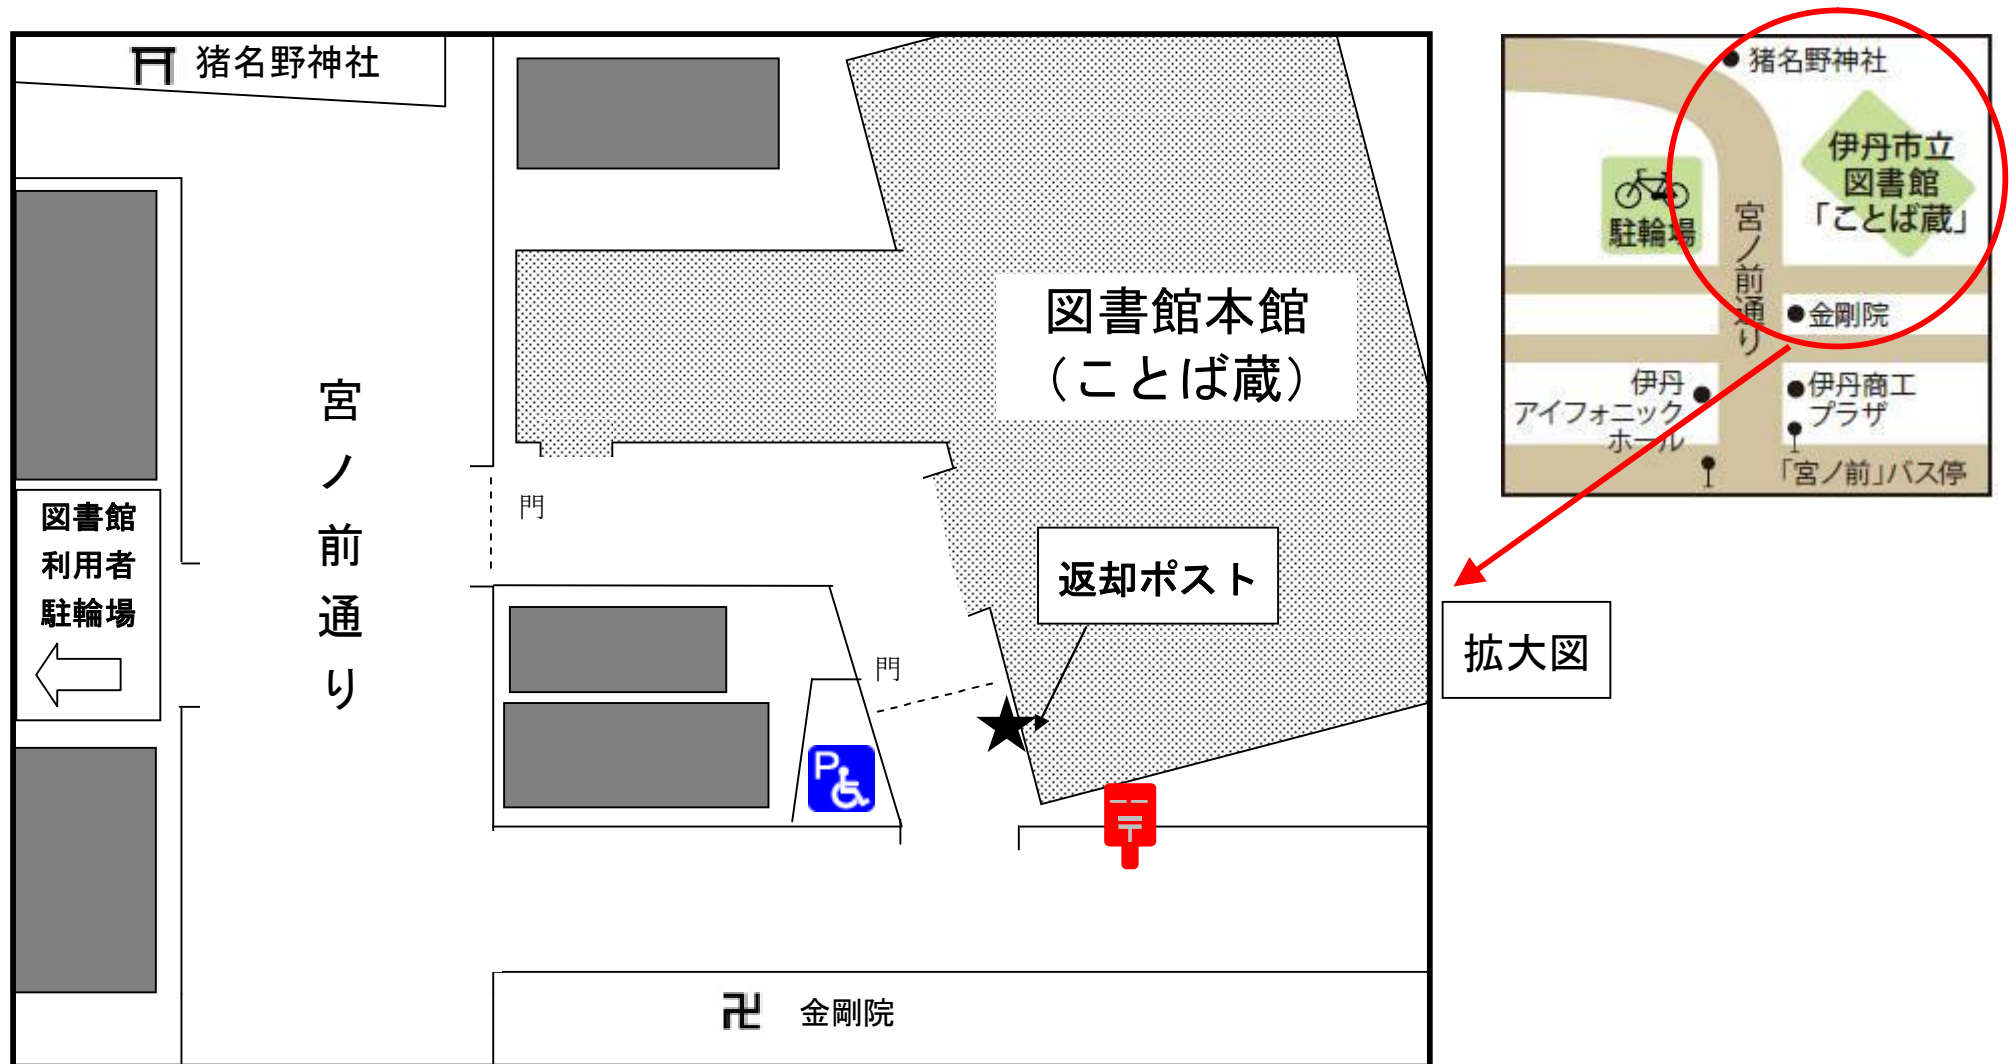 猪名野神社
図書館本館
（ことば蔵）
宮ノ前通り
門
図書館
利用者
駐輪場
返却ポスト
門
P
〒
卍 金剛院
拡大図
猪名野神社
伊丹市立
図書館
「ことば蔵」
駐輪場
宮ノ前通り
金剛院
伊丹
アイフォニック
ホール
伊丹商工
プラザ
「宮ノ前」バス停